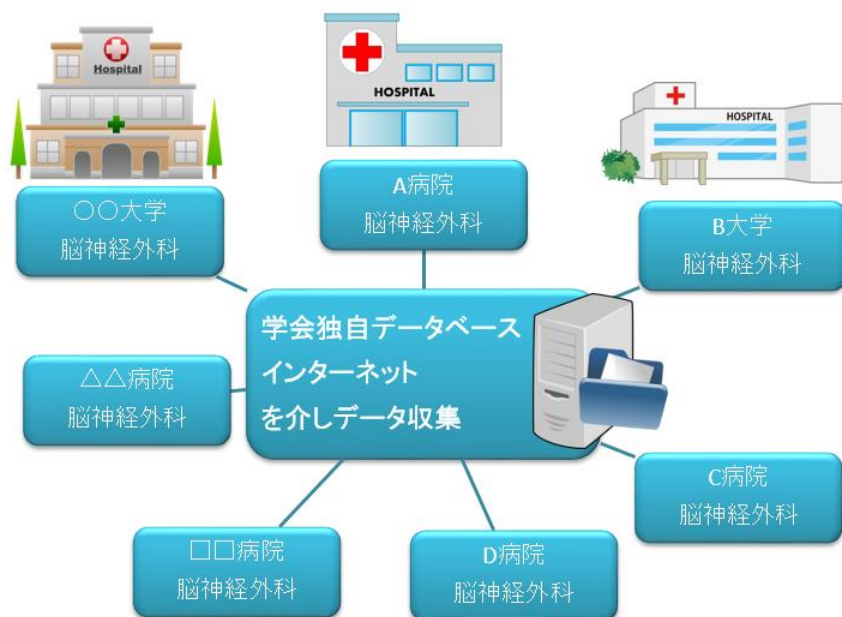 Hospital
HOSPITAL
HOSPITAL
〇〇大学
脳神経外科
A病院
脳神経外科
B大学
脳神経外科
学会独自データベース
インターネット
を介しデータ収集
△△病院
脳神経外科
C病院
脳神経外科
□□病院
脳神経外科
D病院
脳神経外科